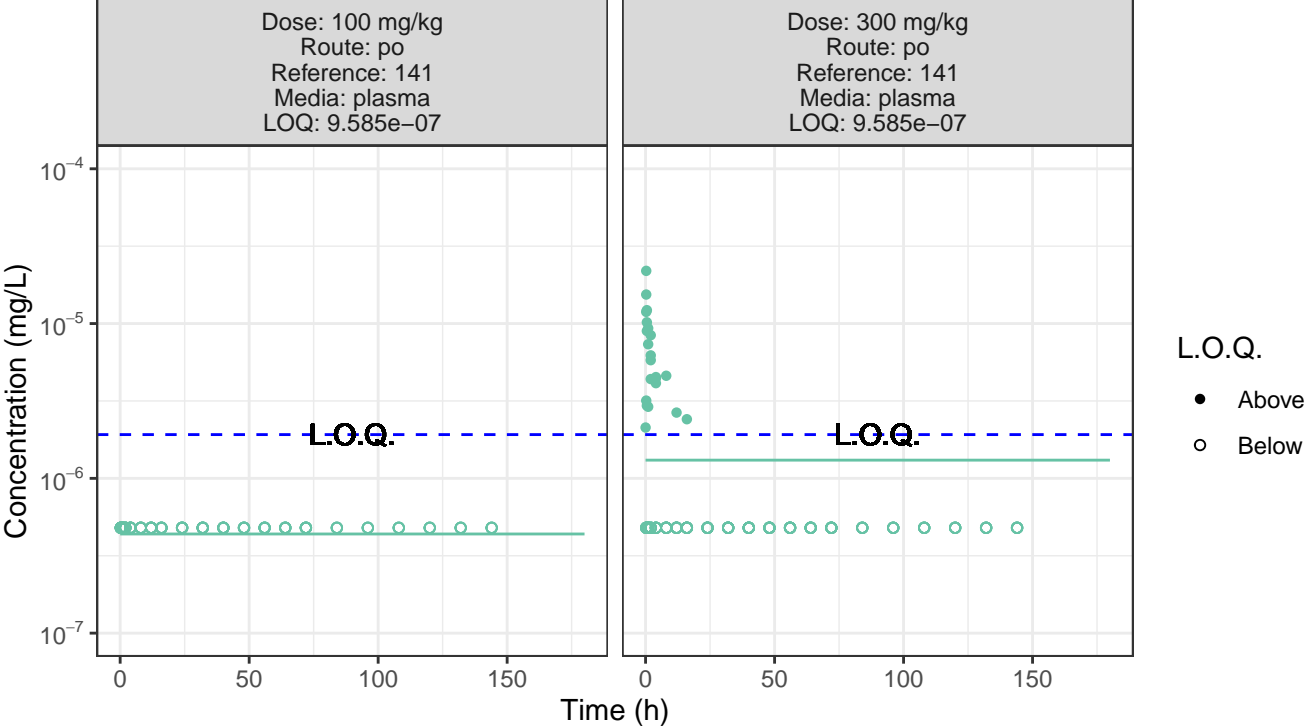 Dose: 100 mg/kg
Route: po
Reference: 141
Media: plasma
LOQ: 9.585e−07
Dose: 300 mg/kg
Route: po
Reference: 141
Media: plasma
LOQ: 9.585e−07
Concentration (mg/L)
10⁻⁴
10⁻⁵
10⁻⁶
10⁻⁷
L.O.Q.
L.O.Q.
0 50 100 150
0 50 100 150
Time (h)
L.O.Q.
Above
Below